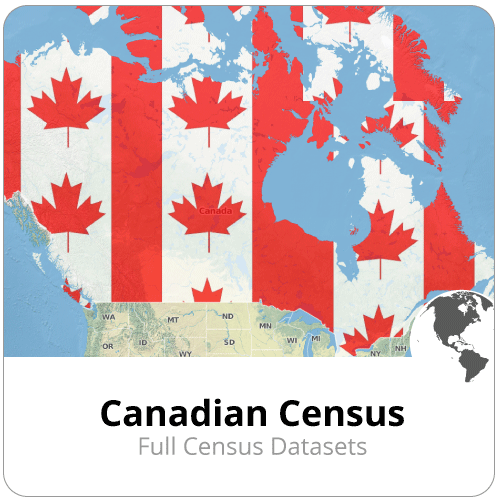 Canada
WA
MT
ND
MN
OR
ID
SD
WI
MI
WY
NY
NH
Canadian Census
Full Census Datasets